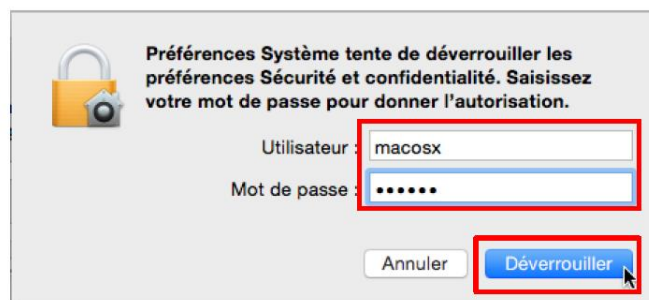 Préférences Système tente de déverrouiller les
préférences Sécurité et confidentialité. Saisissez
votre mot de passe pour donner l'autorisation.
Utilisateur : macosx
Mot de passe : ••••••
Annuler Déverrouiller